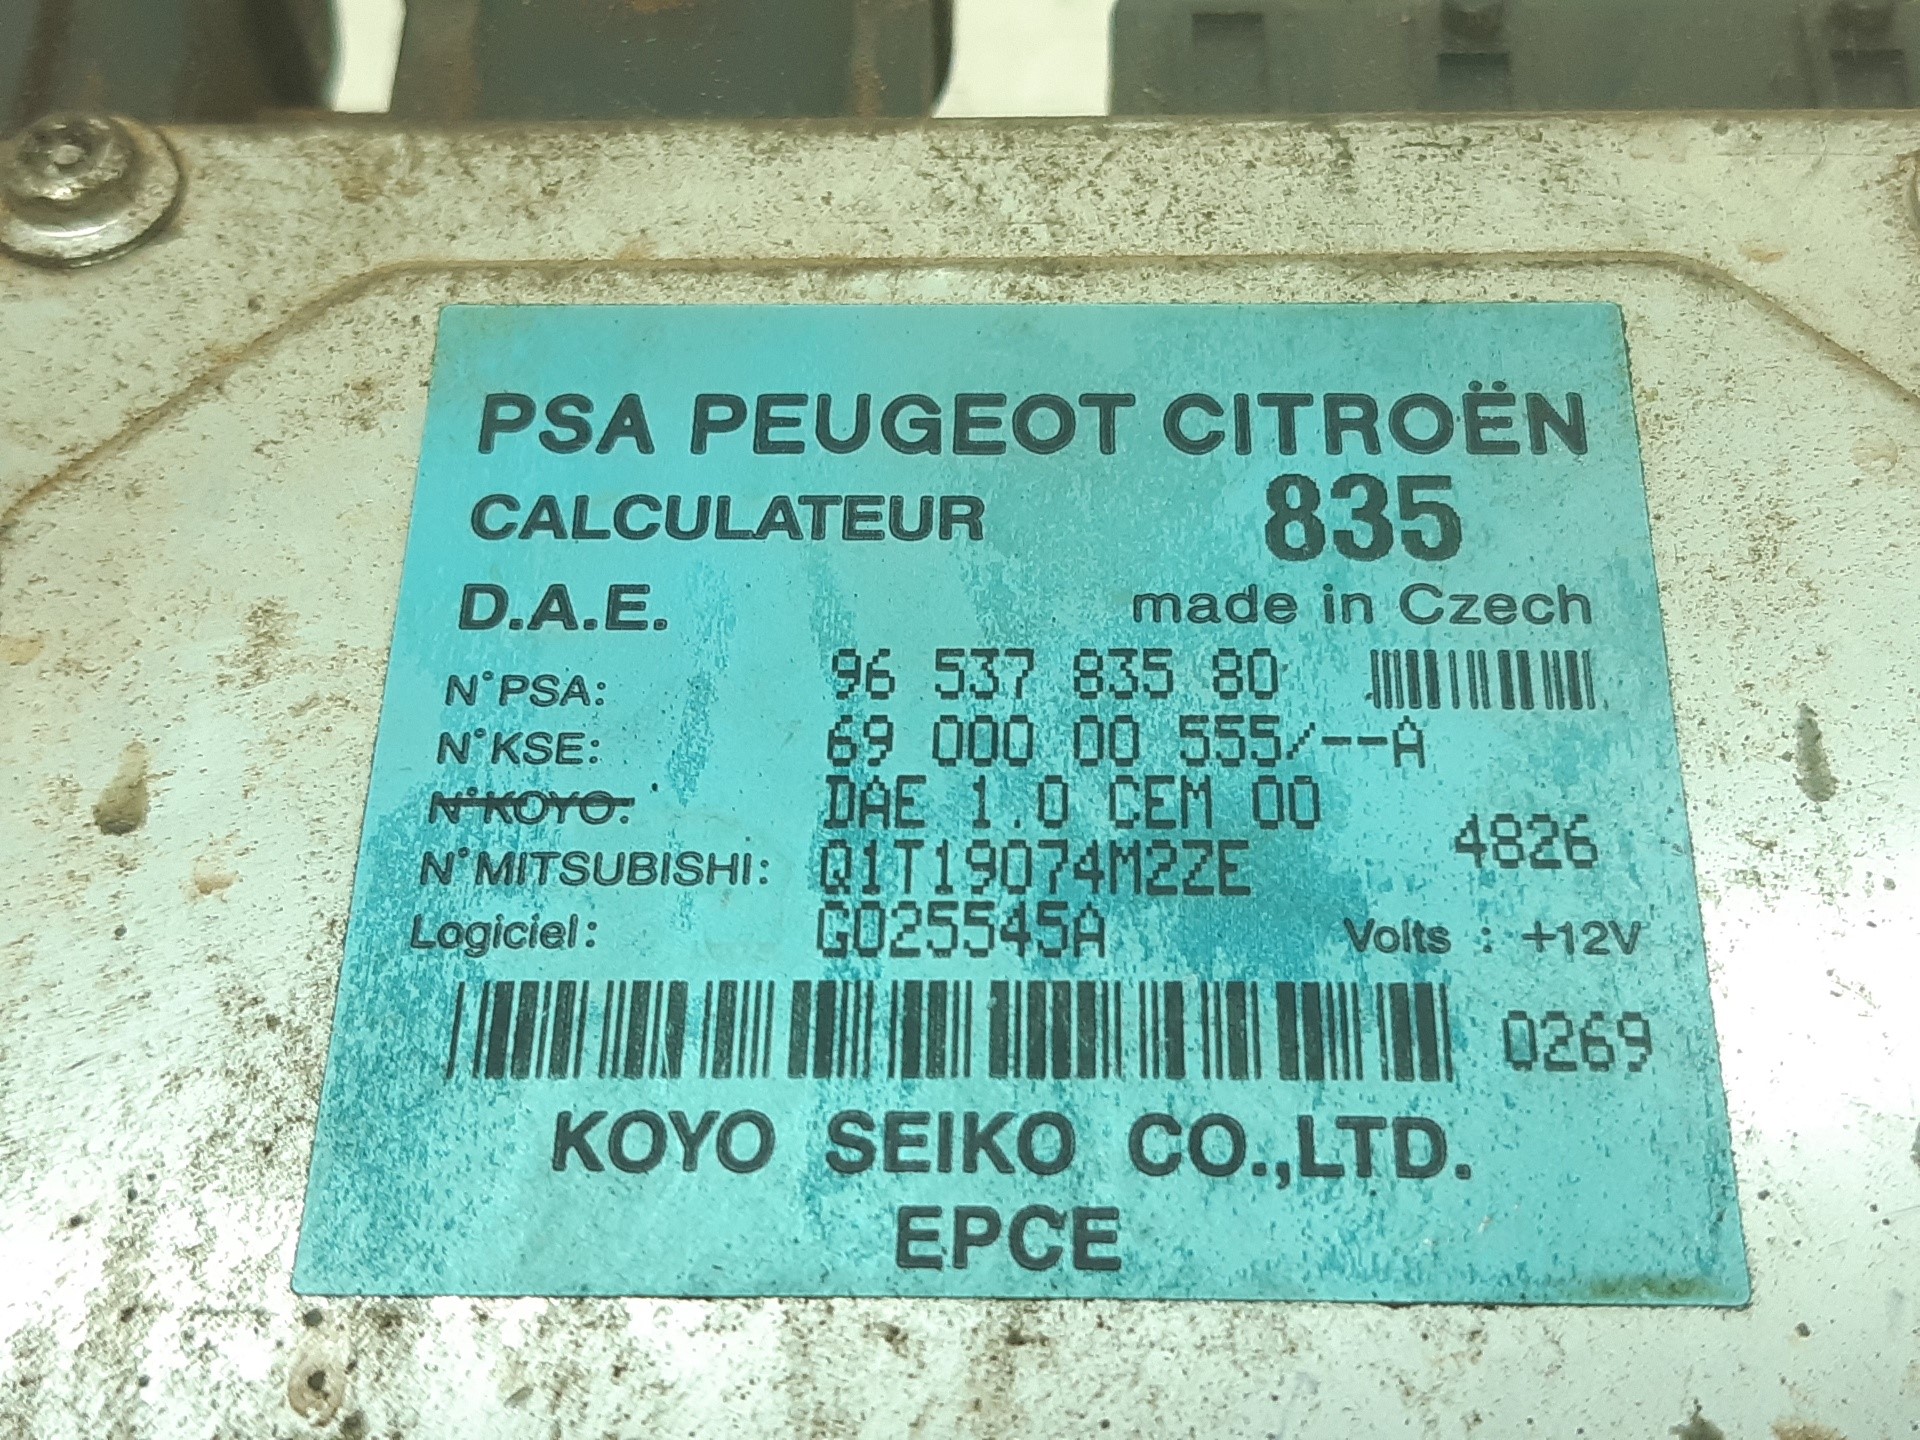 PSA PEUGEOT CITROËN
CALCULATEUR 835
D.A.E. made in Czech
N°PSA: 96 537 835 80
N°KSE: 69 000 00 555/--A
N°KOYO: DAE 1.0 CEM 00
4826
N°MITSUBISHI: Q1T19074M2ZE
Logiciel: G025545A Volts : +12V
0269
KOYO SEIKO CO.,LTD.
EPCE